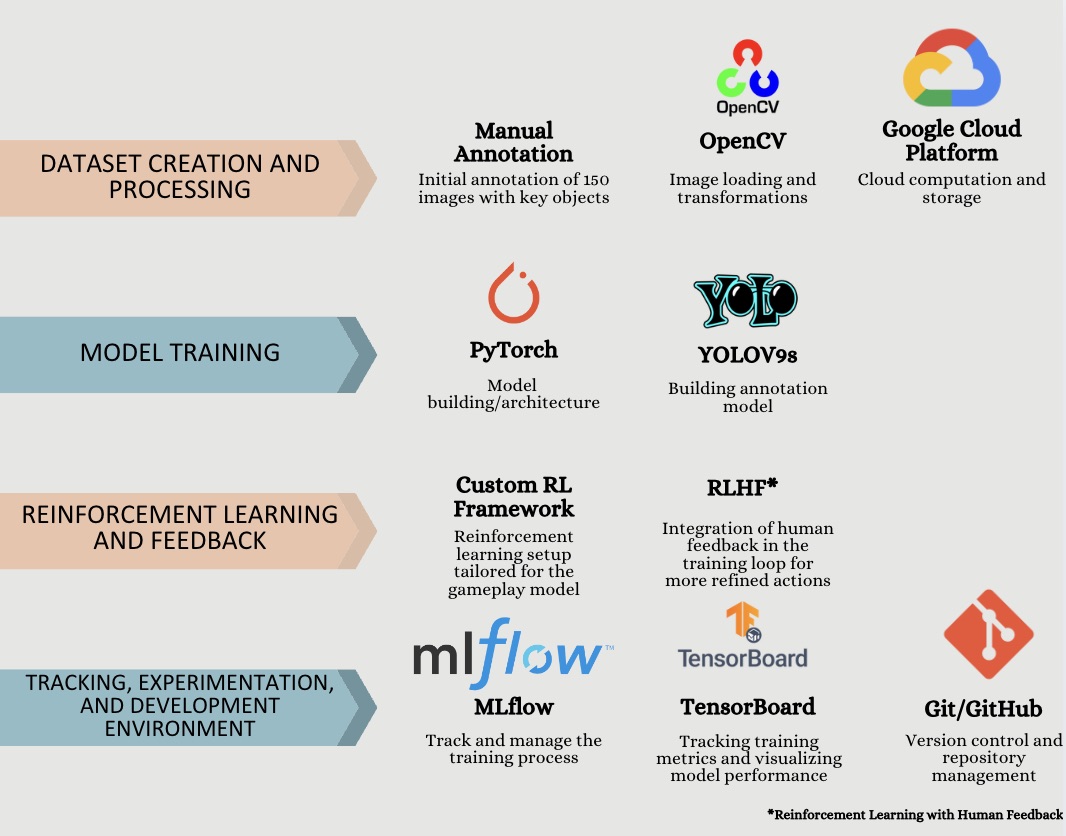 DATASET CREATION AND
PROCESSING
Manual
Annotation
Initial annotation of 150
images with key objects
OpenCV
OpenCV
Image loading and
transformations
Google Cloud
Platform
Cloud computation and
storage
MODEL TRAINING
PyTorch
Model
building/architecture
YOLO
YOLOV9s
Building annotation
model
REINFORCEMENT LEARNING
AND FEEDBACK
Custom RL
Framework
Reinforcement
learning setup
tailored for the
gameplay model
RLHF*
Integration of human
feedback in the
training loop for
more refined actions
TRACKING, EXPERIMENTATION,
AND DEVELOPMENT
ENVIRONMENT
mlflow™
MLflow
Track and manage the
training process
TensorBoard
TensorBoard
Tracking training
metrics and visualizing
model performance
Git/GitHub
Version control and
repository
management
*Reinforcement Learning with Human Feedback